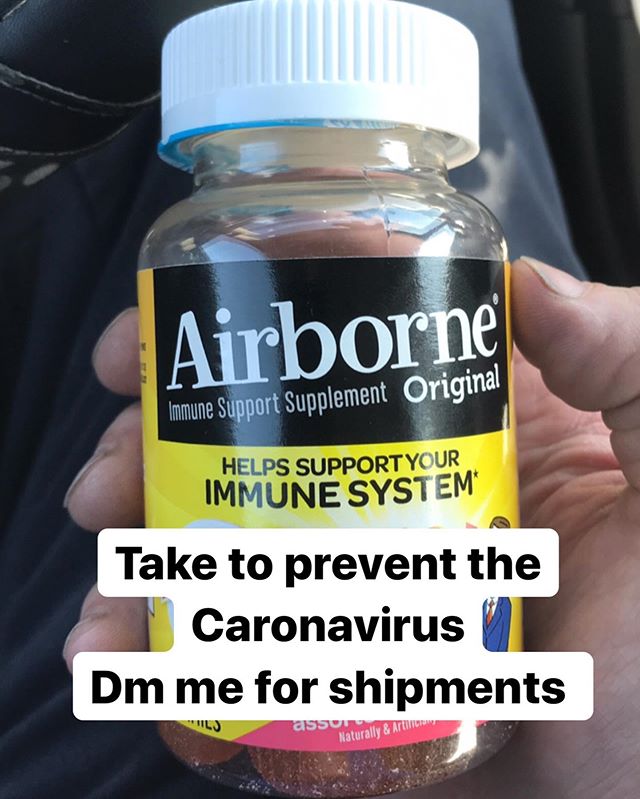 Airborne®
Immune Support Supplement Original
HELPS SUPPORT YOUR
IMMUNE SYSTEM*
Take to prevent the
Caronavirus
Dm me for shipments
Naturally &